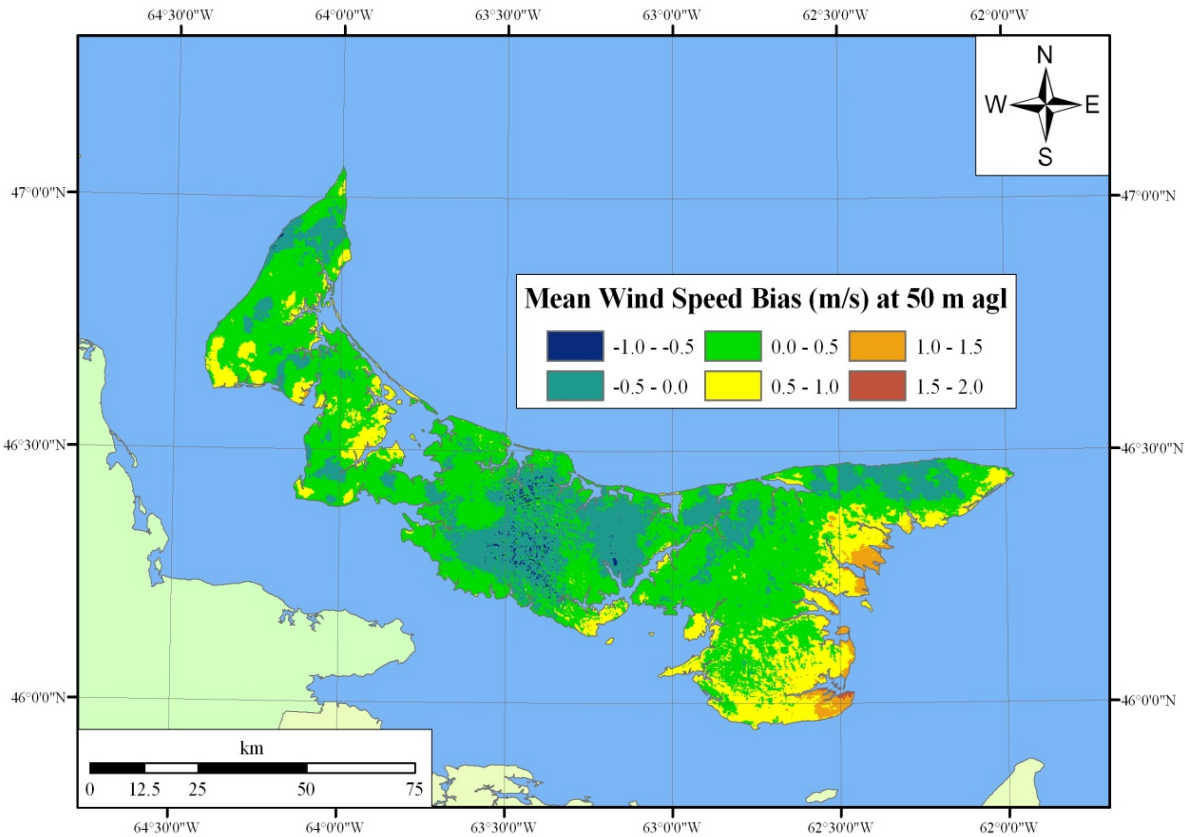 64°30'0"W 64°0'0"W 63°30'0"W 63°0'0"W 62°30'0"W 62°0'0"W
N
W E
S
47°0'0"N 47°0'0"N
Mean Wind Speed Bias (m/s) at 50 m agl
-1.0 - -0.5 0.0 - 0.5 1.0 - 1.5
-0.5 - 0.0 0.5 - 1.0 1.5 - 2.0
46°30'0"N 46°30'0"N
46°0'0"N 46°0'0"N
km
0 12.5 25 50 75
64°30'0"W 64°0'0"W 63°30'0"W 63°0'0"W 62°30'0"W 62°0'0"W